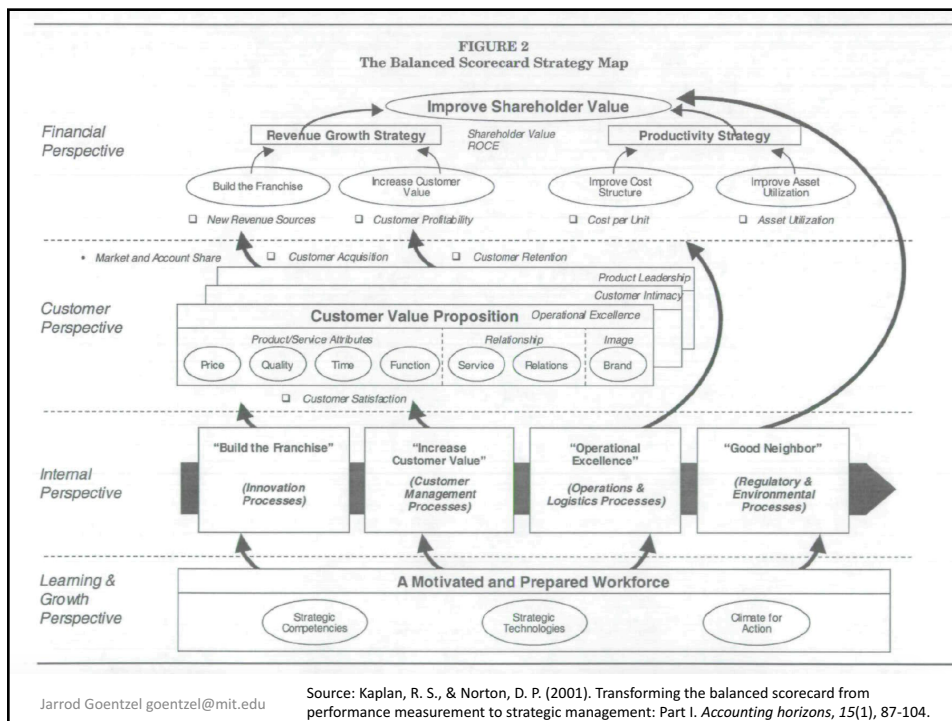 FIGURE 2
The Balanced Scorecard Strategy Map
Financial
Perspective
Improve Shareholder Value
Revenue Growth Strategy
Shareholder Value
ROCE
Productivity Strategy
Build the Franchise
Increase Customer
Value
Improve Cost
Structure
Improve Asset
Utilization
❑ New Revenue Sources
❑ Customer Profitability
❑ Cost per Unit
❑ Asset Utilization
Customer
Perspective
• Market and Account Share
❑ Customer Acquisition
❑ Customer Retention
Product Leadership
Customer Intimacy
Customer Value Proposition Operational Excellence
Product/Service Attributes
Relationship
Image
Price
Quality
Time
Function
Service
Relations
Brand
❑ Customer Satisfaction
Internal
Perspective
"Build the Franchise"
(Innovation
Processes)
"Increase
Customer Value"
(Customer
Management
Processes)
"Operational
Excellence"
(Operations &
Logistics Processes)
"Good Neighbor"
(Regulatory &
Environmental
Processes)
Learning &
Growth
Perspective
A Motivated and Prepared Workforce
Strategic
Competencies
Strategic
Technologies
Climate for
Action
Jarrod Goentzel goentzel@mit.edu
Source: Kaplan, R. S., & Norton, D. P. (2001). Transforming the balanced scorecard from
performance measurement to strategic management: Part I. Accounting horizons, 15(1), 87-104.